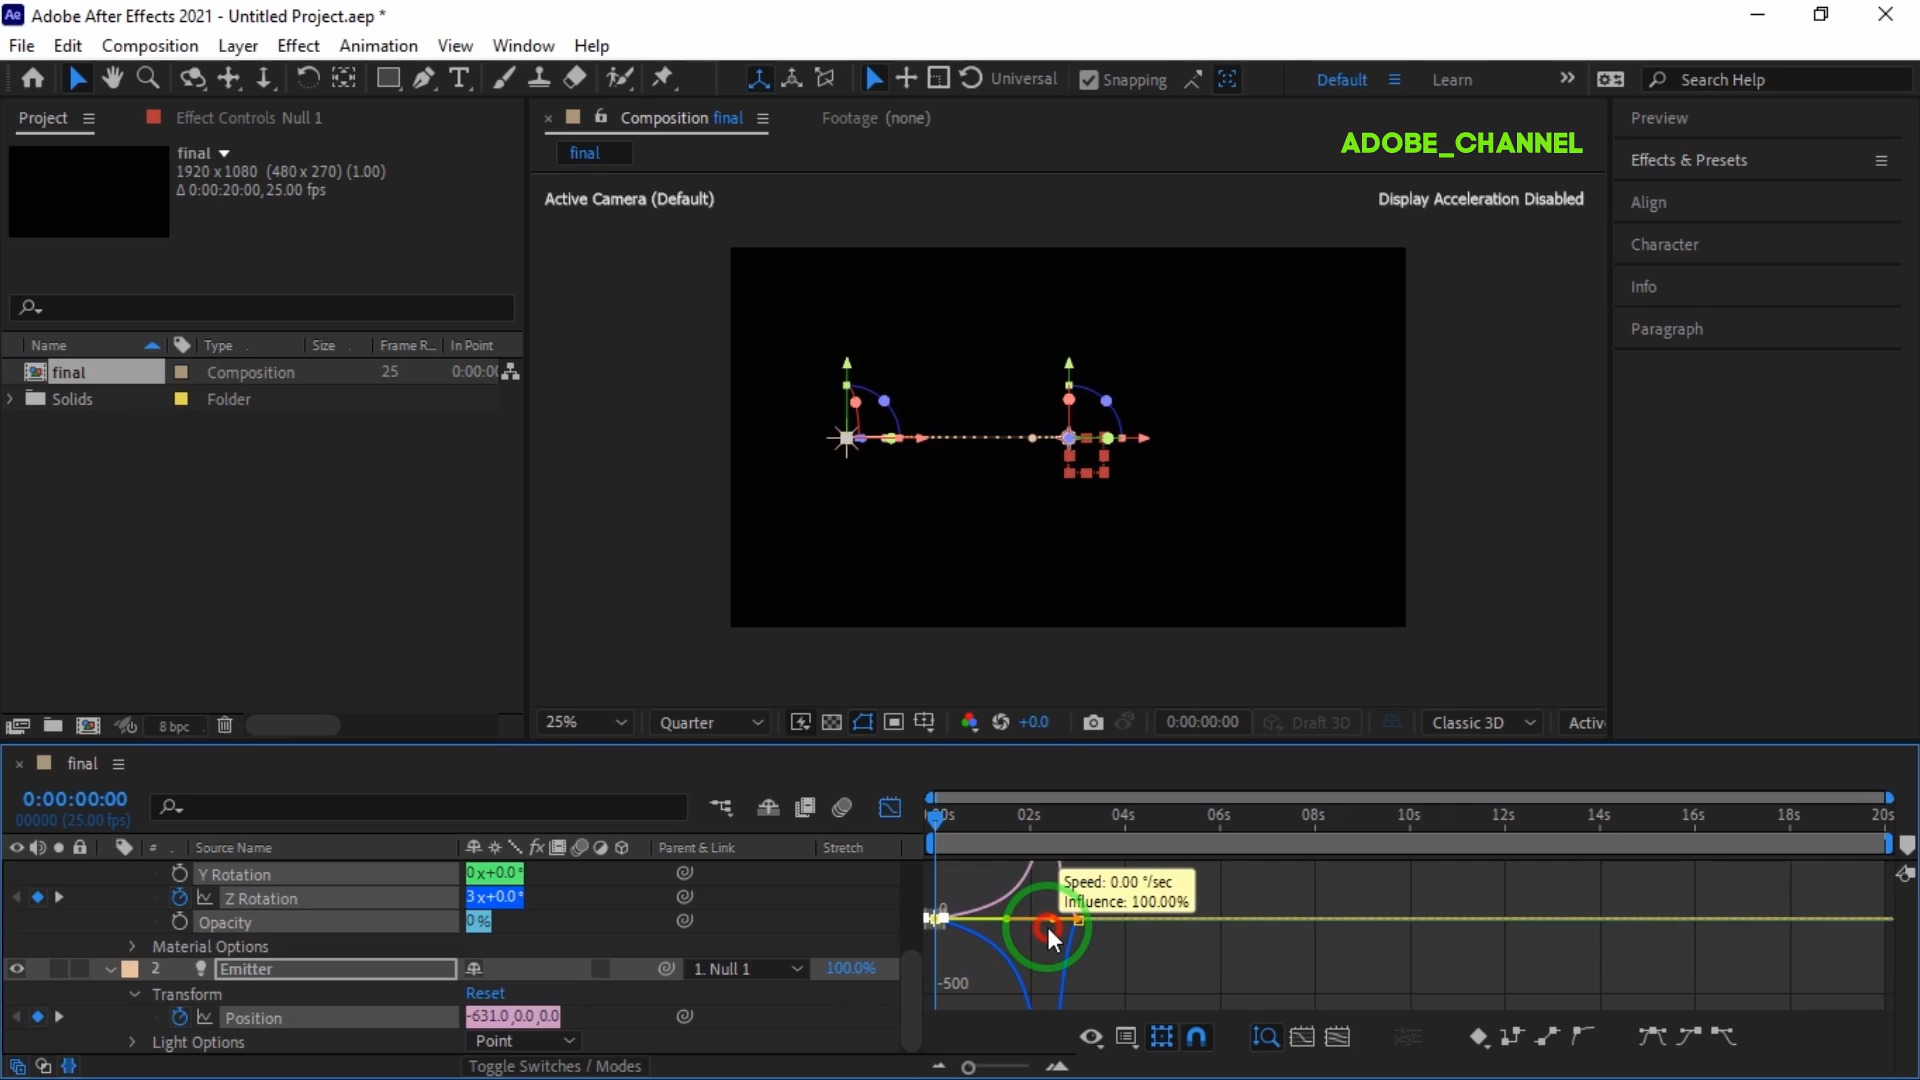 Ae Adobe After Effects 2021 - Untitled Project.aep *
File Edit Composition Layer Effect Animation View Window Help
Universal Snapping Default Learn Search Help
Project Effect Controls Null 1
final
1920 x 1080 (480 x 270) (1.00)
Δ 0:00:20:00, 25.00 fps
Name Type Size Frame R... In Point
final Composition 25 0:00:00
Solids Folder
8 bpc
Composition final Footage (none)
final
ADOBE_CHANNEL
Active Camera (Default) Display Acceleration Disabled
25% Quarter +0.0 0:00:00:00 Draft 3D Classic 3D Active
Preview
Effects & Presets
Align
Character
Info
Paragraph
final
0:00:00:00
00000 (25.00 fps)
# Source Name fx Parent & Link Stretch
Y Rotation 0x+0.0°
Z Rotation 3x+0.0°
Opacity 0 %
Material Options
2 Emitter 1. Null 1 100.0%
Transform Reset
Position -631.0,0.0,0.0
Light Options Point
Toggle Switches / Modes
00s 02s 04s 06s 08s 10s 12s 14s 16s 18s 20s
Speed: 0.00 °/sec
Influence: 100.00%
0
-500